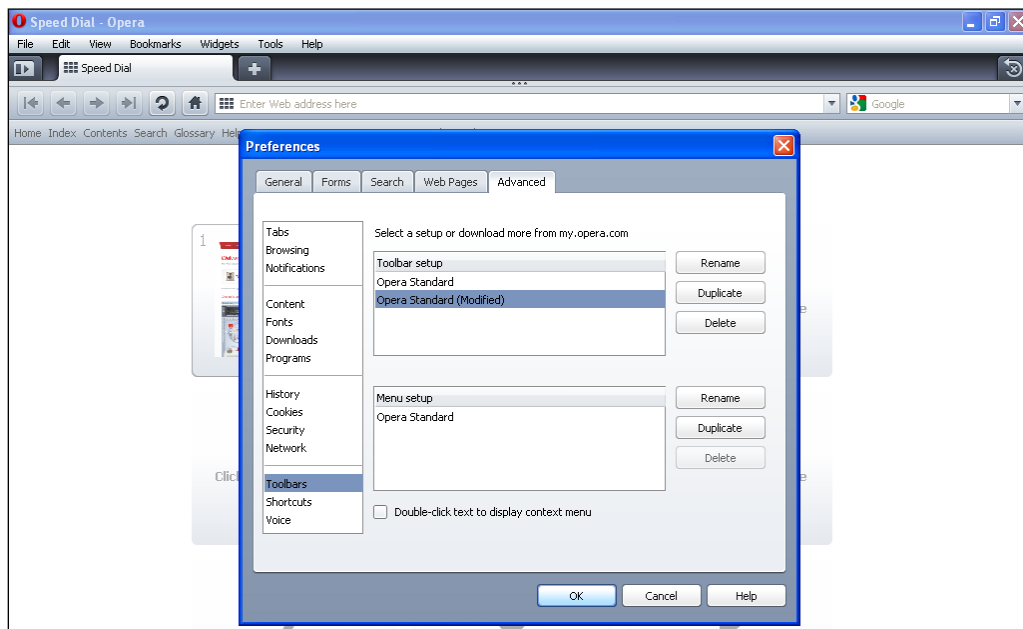 Speed Dial - Opera
File Edit View Bookmarks Widgets Tools Help
Speed Dial
Enter Web address here
Google
Home Index Contents Search Glossary Help
Preferences
General Forms Search Web Pages Advanced
1
Tabs
Browsing
Notifications
Content
Fonts
Downloads
Programs
History
Cookies
Security
Network
Toolbars
Shortcuts
Voice
Select a setup or download more from my.opera.com
Toolbar setup
Opera Standard
Opera Standard (Modified)
Rename
Duplicate
Delete
Menu setup
Opera Standard
Rename
Duplicate
Delete
Double-click text to display context menu
OK Cancel Help